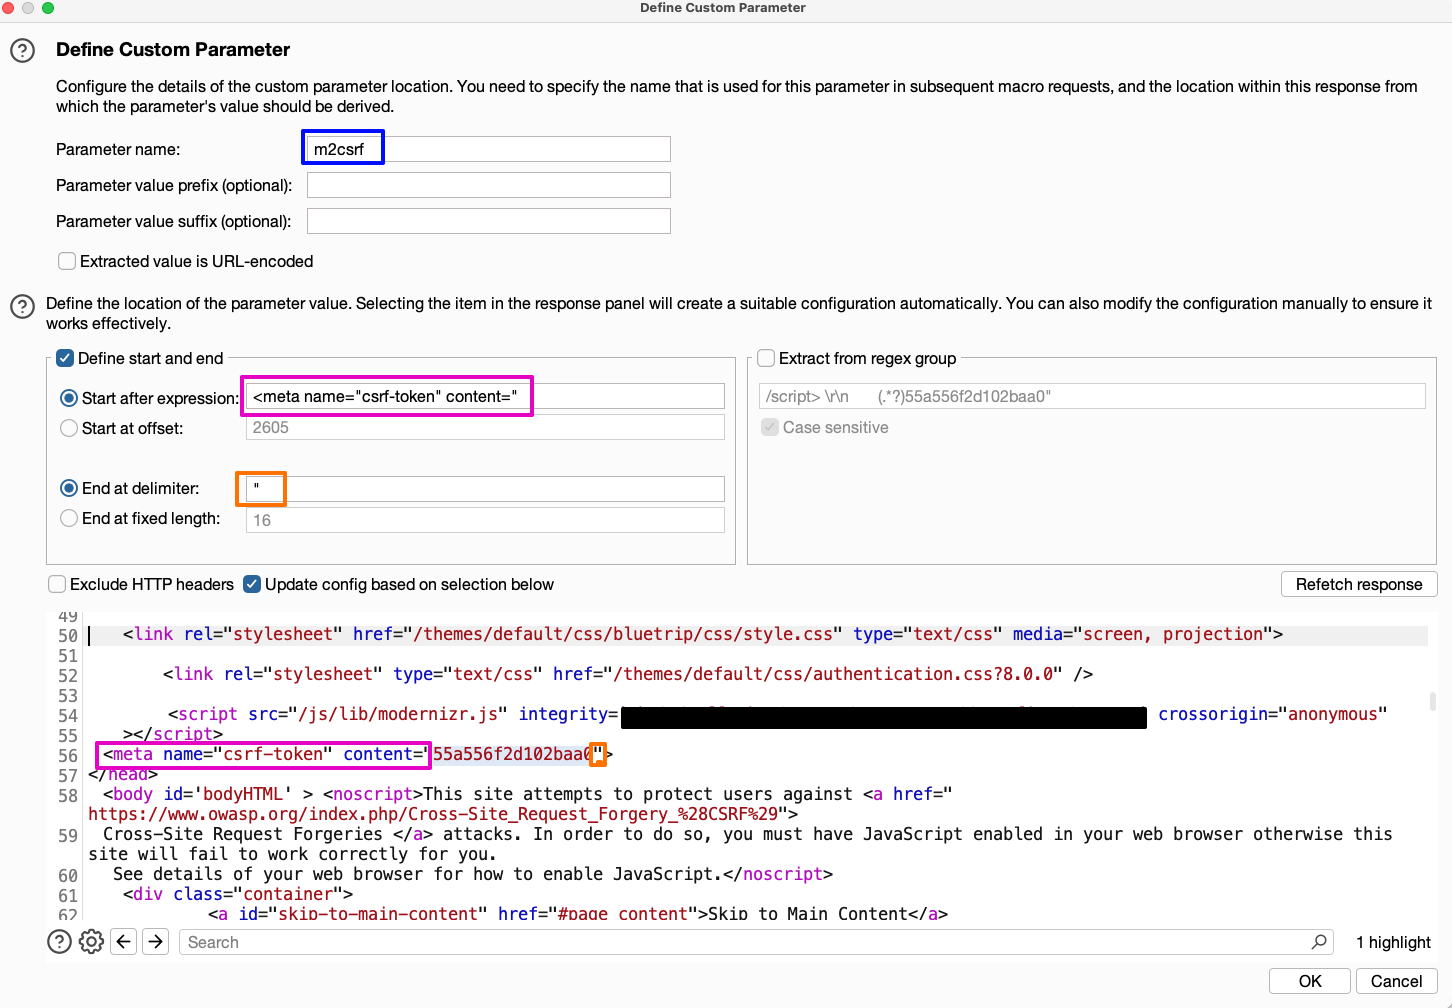 Define Custom Parameter
Define Custom Parameter
Configure the details of the custom parameter location. You need to specify the name that is used for this parameter in subsequent macro requests, and the location within this response from
which the parameter's value should be derived.
Parameter name: m2csrf
Parameter value prefix (optional):
Parameter value suffix (optional):
Extracted value is URL-encoded
Define the location of the parameter value. Selecting the item in the response panel will create a suitable configuration automatically. You can also modify the configuration manually to ensure it
works effectively.
Define start and end
Start after expression: <meta name="csrf-token" content="
Start at offset: 2605
End at delimiter: "
End at fixed length: 16
Extract from regex group
/script> \r\n (.*?)55a556f2d102baa0"
Case sensitive
Exclude HTTP headers Update config based on selection below Refetch response
49
50 <link rel="stylesheet" href="/themes/default/css/bluetrip/css/style.css" type="text/css" media="screen, projection">
51
52 <link rel="stylesheet" type="text/css" href="/themes/default/css/authentication.css?8.0.0" />
53
54 <script src="/js/lib/modernizr.js" integrity= crossorigin="anonymous"
55 ></script>
56 <meta name="csrf-token" content="55a556f2d102baa0">
57 </head>
58 <body id='bodyHTML' > <noscript>This site attempts to protect users against <a href="
https://www.owasp.org/index.php/Cross-Site_Request_Forgery_%28CSRF%29">
59 Cross-Site Request Forgeries </a> attacks. In order to do so, you must have JavaScript enabled in your web browser otherwise this
site will fail to work correctly for you.
60 See details of your web browser for how to enable JavaScript.</noscript>
61 <div class="container">
62 <a id="skip-to-main-content" href="#page_content">Skip to Main Content</a>
Search
1 highlight
OK Cancel